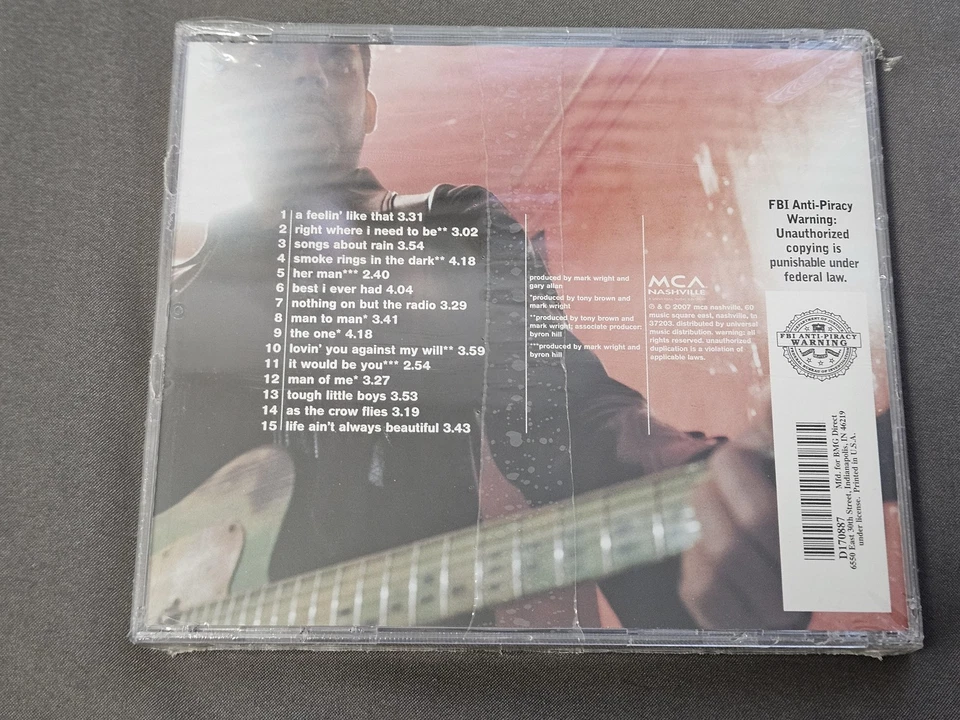 1 a feelin' like that 3.31
2 right where i need to be** 3.02
3 songs about rain 3.54
4 smoke rings in the dark** 4.18
5 her man*** 2.40
6 best i ever had 4.04
7 nothing on but the radio 3.29
8 man to man* 3.41
9 the one* 4.18
10 lovin' you against my will** 3.59
11 it would be you*** 2.54
12 man of me* 3.27
13 tough little boys 3.53
14 as the crow flies 3.19
15 life ain't always beautiful 3.43
produced by mark wright and
gary allan
*produced by tony brown and
mark wright
**produced by tony brown and
mark wright; associate producer:
byron hill
***produced by mark wright and
byron hill
MCA
NASHVILLE
℗ & © 2007 mca nashville, 60
music square east, nashville, tn
37203. distributed by universal
music distribution. warning: all
rights reserved. unauthorized
duplication is a violation of
applicable laws.
FBI Anti-Piracy
Warning:
Unauthorized
copying is
punishable under
federal law.
FBI ANTI-PIRACY
WARNING
D170887 Mfd. for BMG Direct
6550 East 30th Street, Indianapolis, IN 46219
under license. Printed in U.S.A.